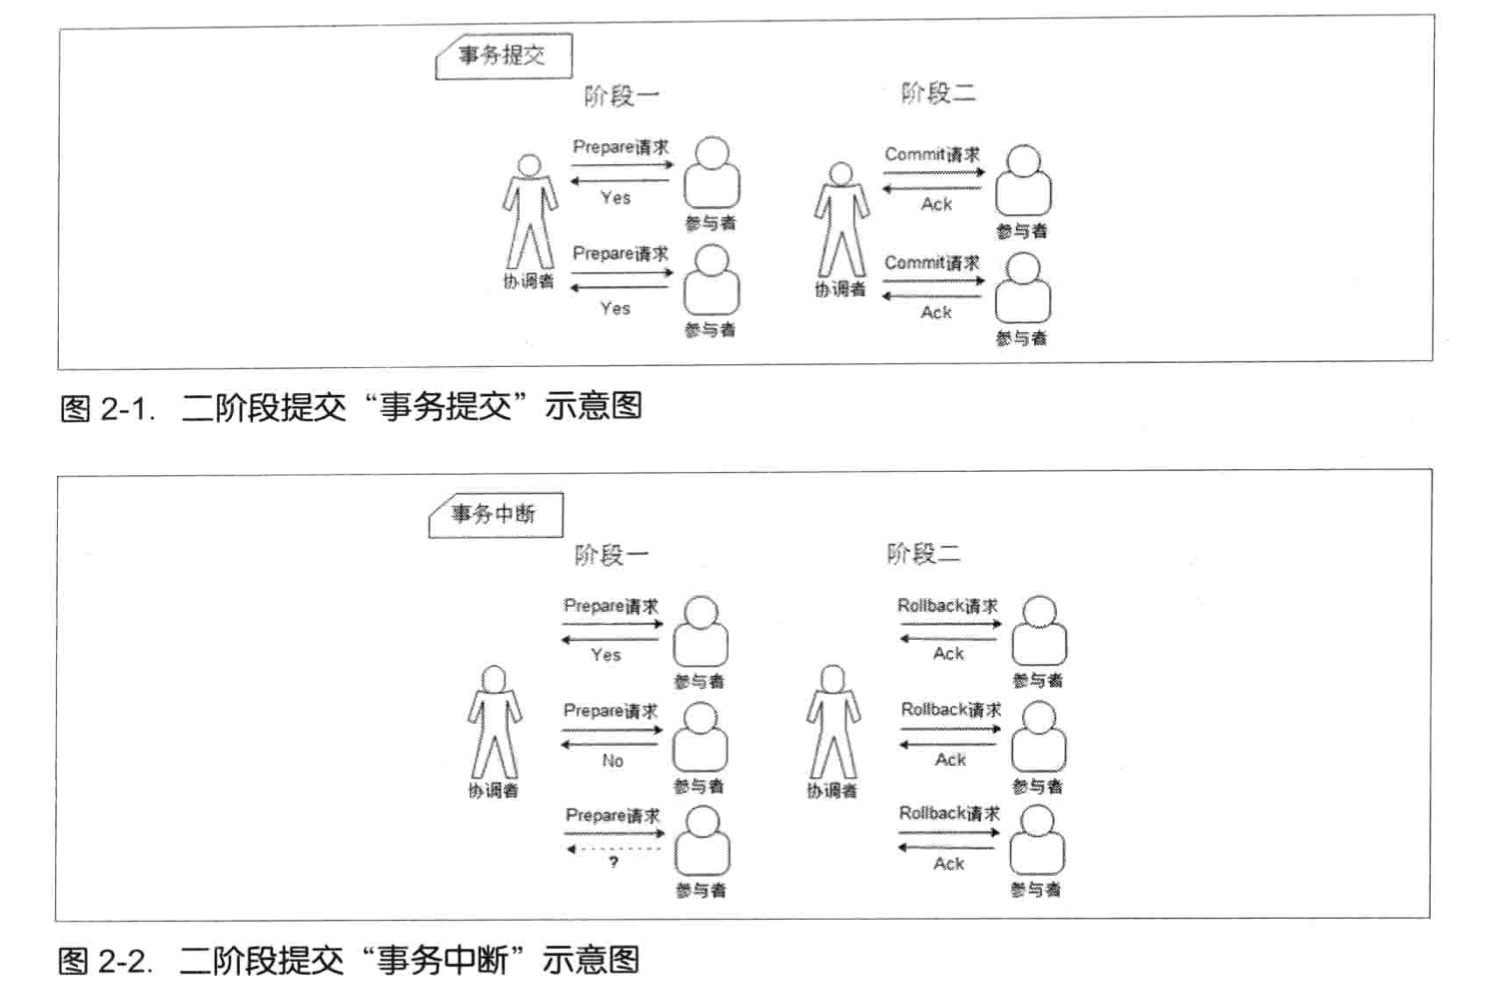 事务提交
阶段一
阶段二
Prepare请求
Yes
参与者
Prepare请求
Yes
参与者
协调者
Commit请求
Ack
参与者
Commit请求
Ack
参与者
协调者
图 2-1. 二阶段提交“事务提交”示意图
事务中断
阶段一
阶段二
Prepare请求
Yes
参与者
Prepare请求
No
参与者
协调者
Prepare请求
?
参与者
Rollback请求
Ack
参与者
Rollback请求
Ack
参与者
协调者
Rollback请求
Ack
参与者
图 2-2. 二阶段提交“事务中断”示意图